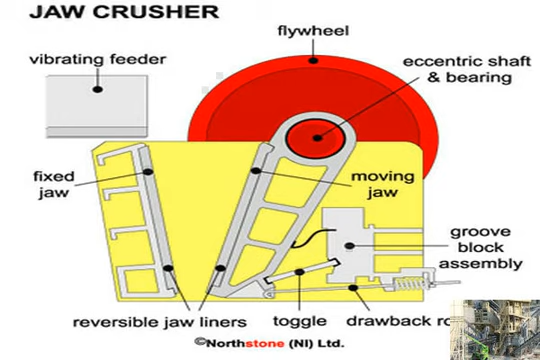 JAW CRUSHER
flywheel
vibrating feeder
eccentric shaft
& bearing
fixed
jaw
moving
jaw
groove
block
assembly
reversible jaw liners
toggle
drawback
©Northstone (NI) Ltd.